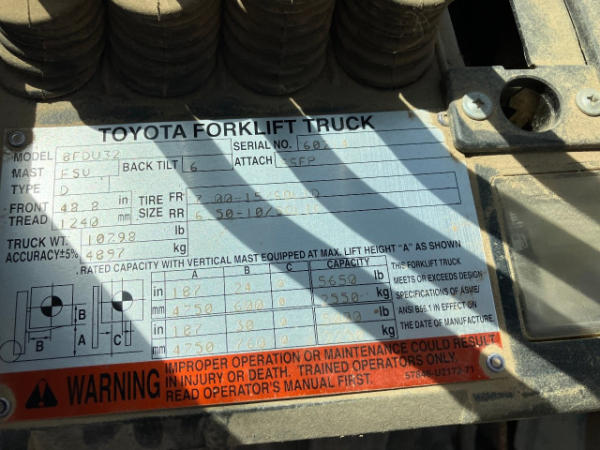 TOYOTA FORKLIFT TRUCK
MODEL 8FDU32 SERIAL NO.
MAST FSV BACK TILT 6 ATTACH
TYPE D
FRONT TREAD 48.8 in TIRE SIZE FR
1240 mm RR
TRUCK WT. 10798 lb
ACCURACY±5% 4897 kg
RATED CAPACITY WITH VERTICAL MAST EQUIPPED AT MAX. LIFT HEIGHT "A" AS SHOWN
A B C CAPACITY
in 187 24 0 5650 lb
mm 4750 600 0 2550 kg
in 187 30 0 lb
mm 4750 0 kg
B
A
B
C
THIS FORKLIFT TRUCK
MEETS OR EXCEEDS DESIGN
SPECIFICATIONS OF ASME/
ANSI B56.1 IN EFFECT ON
THE DATE OF MANUFACTURE.
WARNING
IMPROPER OPERATION OR MAINTENANCE COULD RESULT
IN INJURY OR DEATH. TRAINED OPERATORS ONLY.
READ OPERATOR'S MANUAL FIRST.